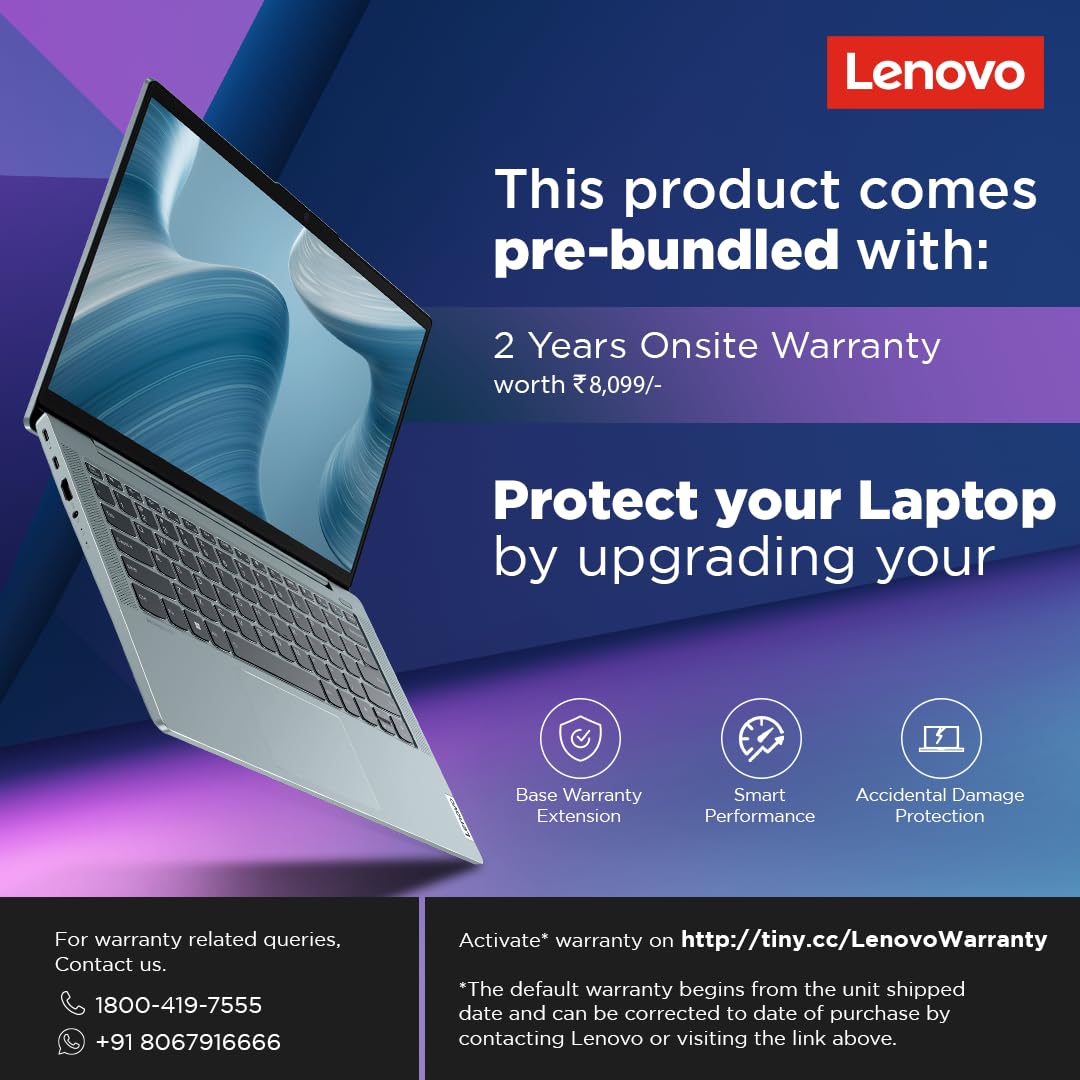 Lenovo
This product comes
pre-bundled with:
2 Years Onsite Warranty
worth ₹8,099/-
Protect your Laptop
by upgrading your
Base Warranty
Extension
Smart
Performance
Accidental Damage
Protection
Lenovo
For warranty related queries,
Contact us.
1800-419-7555
+91 8067916666
Activate* warranty on http://tiny.cc/LenovoWarranty
*The default warranty begins from the unit shipped
date and can be corrected to date of purchase by
contacting Lenovo or visiting the link above.